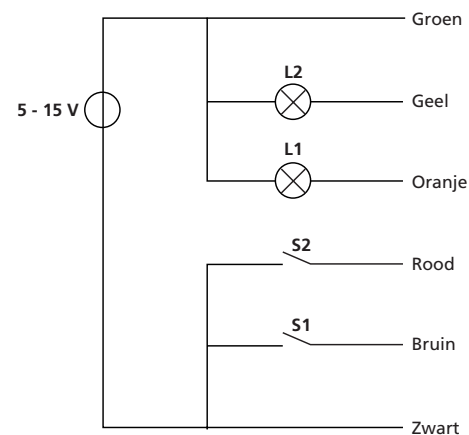 Groen
L2
Geel
5 - 15 V
L1
Oranje
S2
Rood
S1
Bruin
Zwart